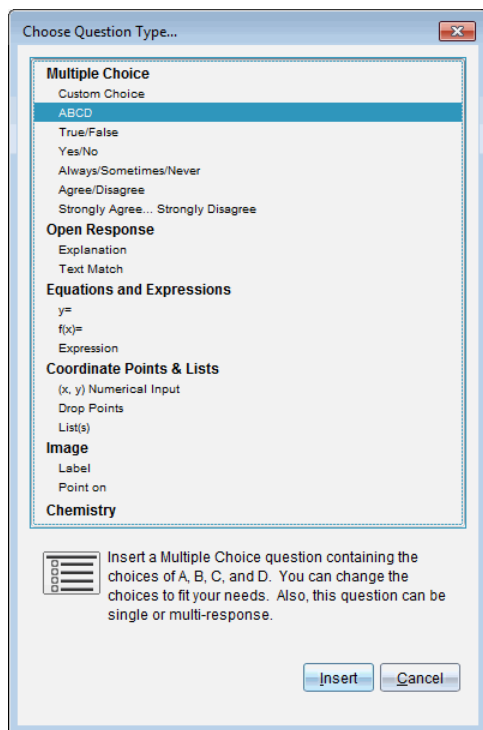 Choose Question Type...
Multiple Choice
Custom Choice
ABCD
True/False
Yes/No
Always/Sometimes/Never
Agree/Disagree
Strongly Agree... Strongly Disagree
Open Response
Explanation
Text Match
Equations and Expressions
y=
f(x)=
Expression
Coordinate Points & Lists
(x, y) Numerical Input
Drop Points
List(s)
Image
Label
Point on
Chemistry
Insert a Multiple Choice question containing the
choices of A, B, C, and D. You can change the
choices to fit your needs. Also, this question can be
single or multi-response.
Insert Cancel